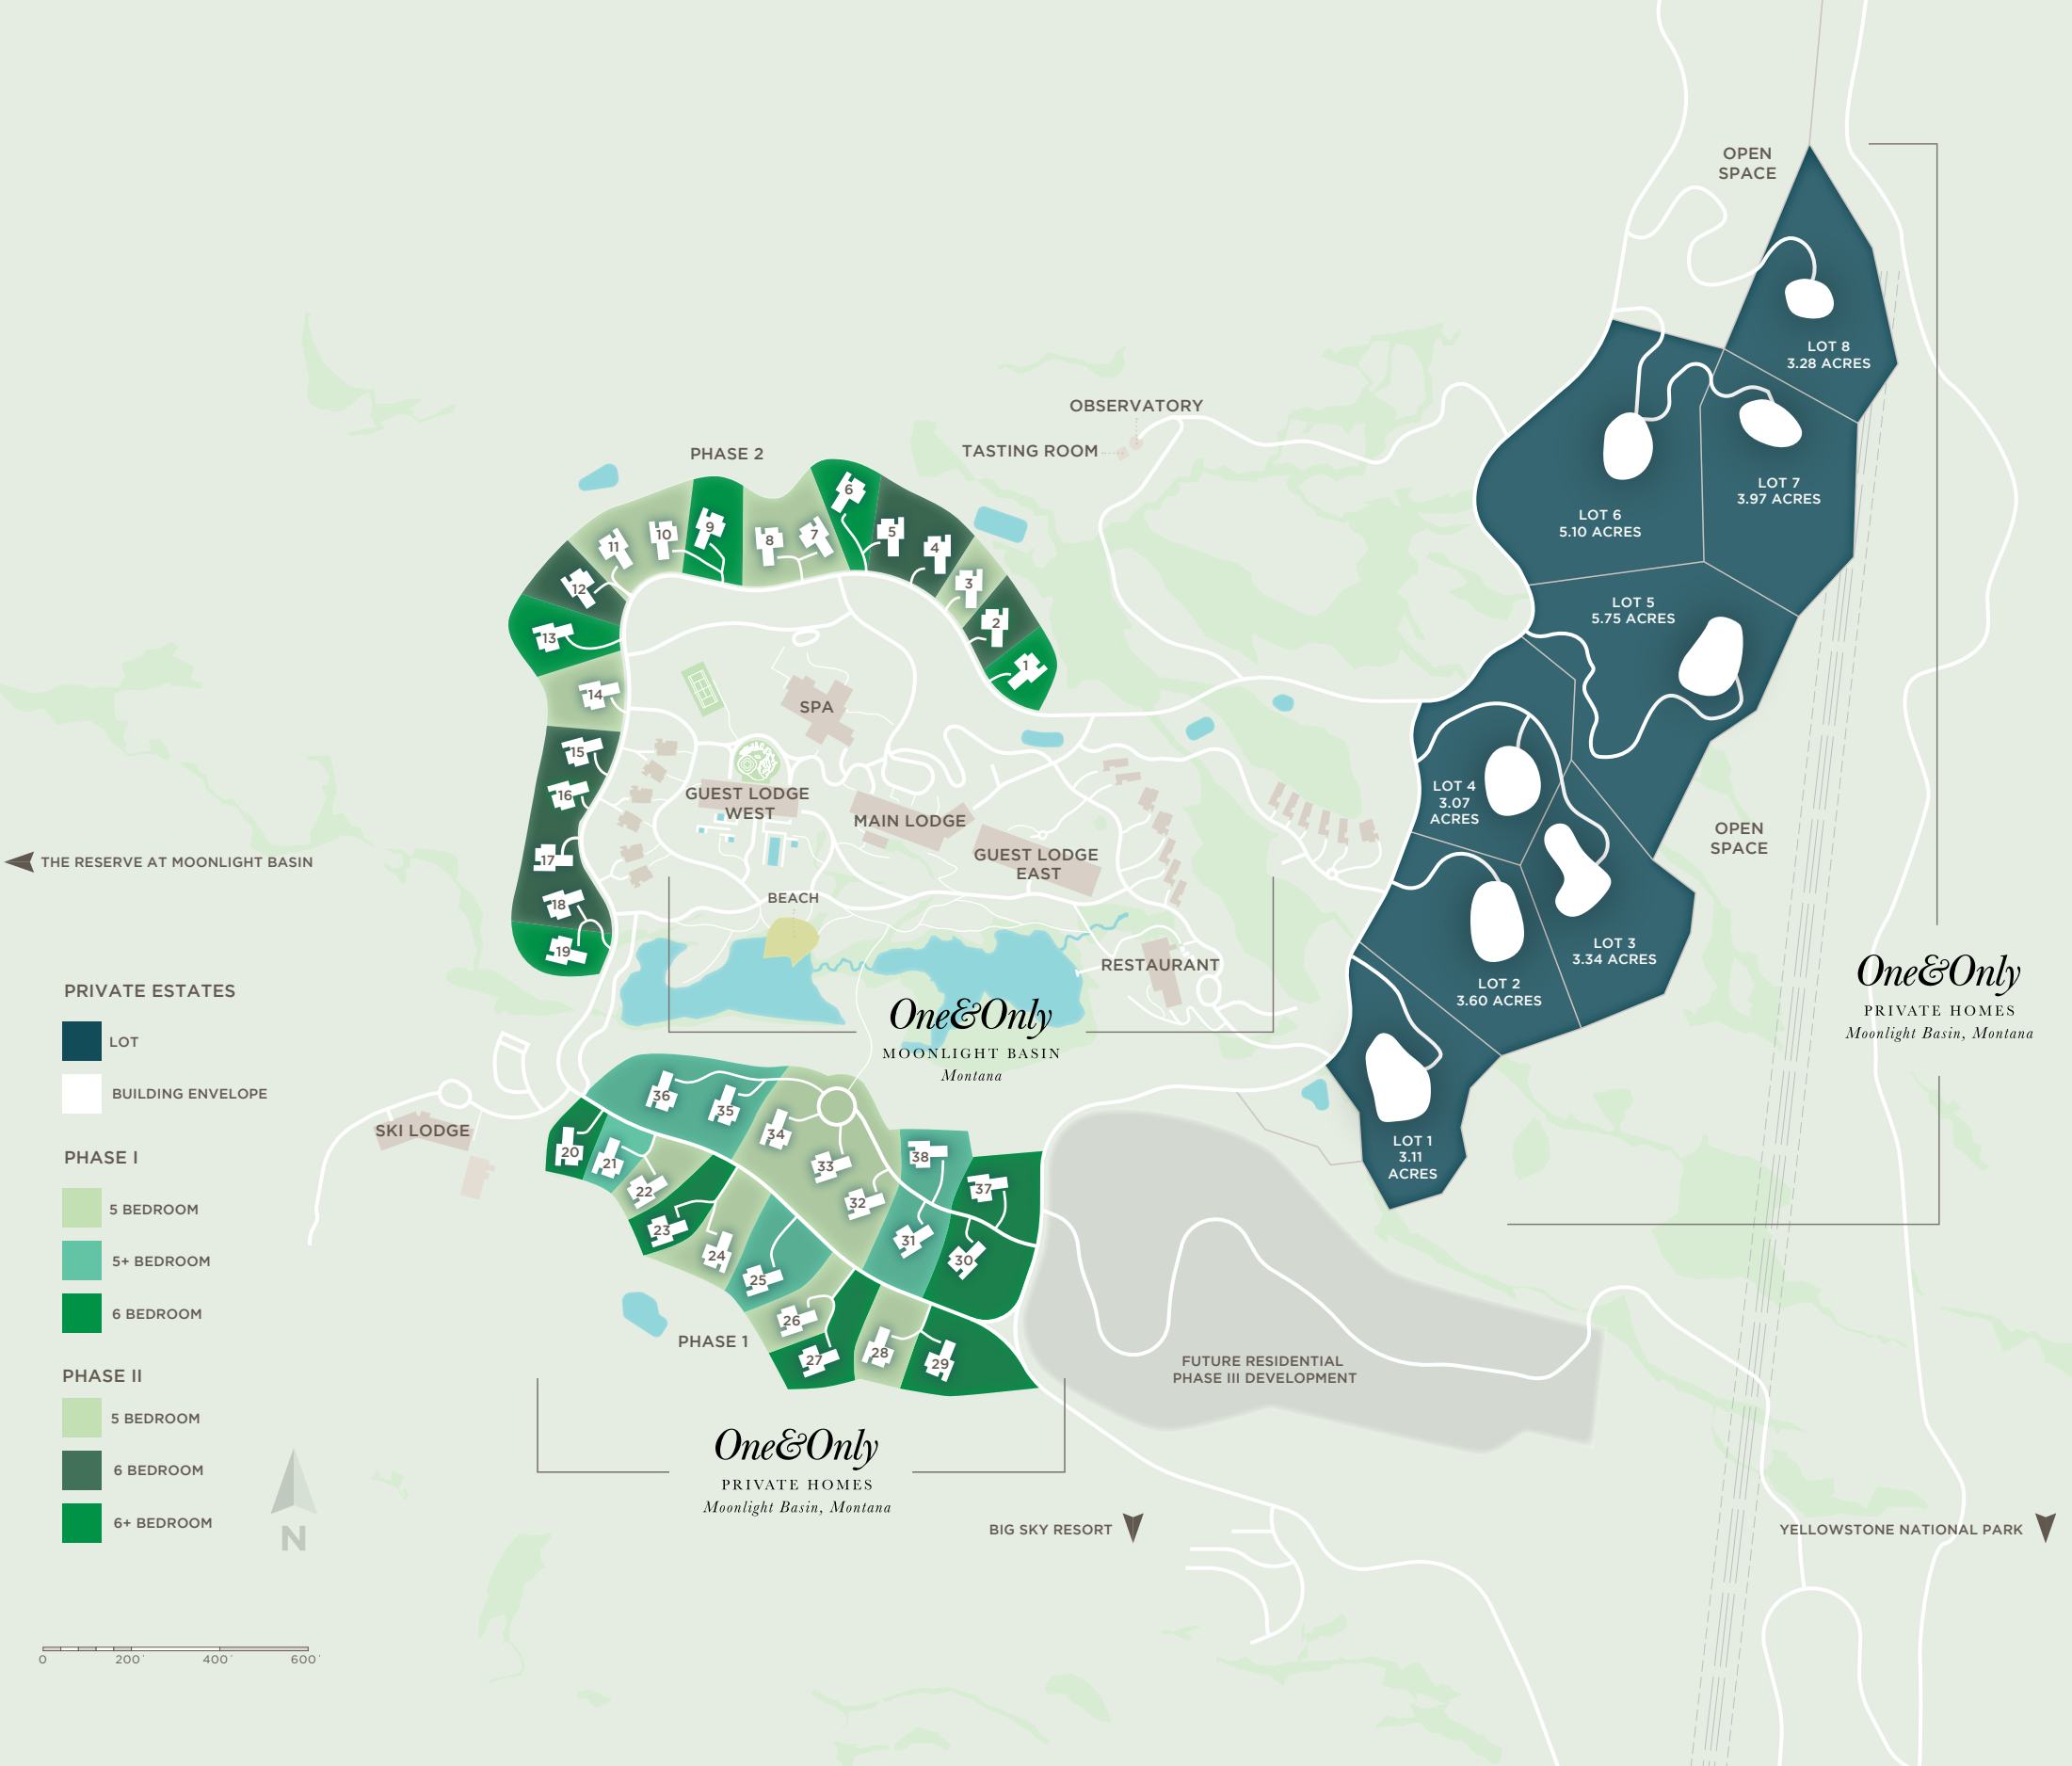 OPEN
SPACE
LOT 8
3.28 ACRES
OBSERVATORY
TASTING ROOM
PHASE 2
LOT 7
3.97 ACRES
LOT 6
5.10 ACRES
LOT 5
5.75 ACRES
1
2
3
4
5
6
7
8
9
10
11
12
13
14
15
16
17
18
19
SPA
GUEST LODGE
WEST
MAIN LODGE
GUEST LODGE
EAST
BEACH
RESTAURANT
LOT 4
3.07
ACRES
OPEN
SPACE
THE RESERVE AT MOONLIGHT BASIN
LOT 3
3.34 ACRES
LOT 2
3.60 ACRES
LOT 1
3.11
ACRES
One&Only
PRIVATE HOMES
Moonlight Basin, Montana
One&Only
MOONLIGHT BASIN
Montana
PRIVATE ESTATES
LOT
BUILDING ENVELOPE
PHASE I
5 BEDROOM
5+ BEDROOM
6 BEDROOM
PHASE II
5 BEDROOM
6 BEDROOM
6+ BEDROOM
N
SKI LODGE
20
21
22
23
24
25
26
27
28
29
30
31
32
33
34
35
36
37
38
PHASE 1
FUTURE RESIDENTIAL
PHASE III DEVELOPMENT
One&Only
PRIVATE HOMES
Moonlight Basin, Montana
BIG SKY RESORT
YELLOWSTONE NATIONAL PARK
0 200' 400' 600'